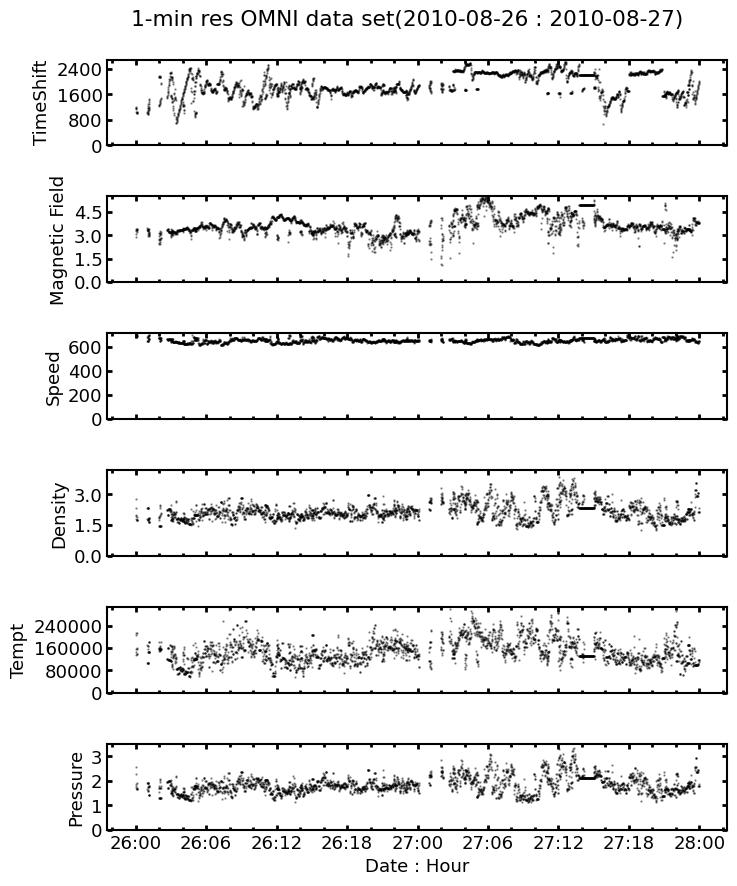 1-min res OMNI data set(2010-08-26 : 2010-08-27)
TimeShift
2400
1600
800
0
Magnetic Field
4.5
3.0
1.5
0.0
Speed
600
400
200
0
Density
3.0
1.5
0.0
Tempt
240000
160000
80000
0
Pressure
3
2
1
0
26:00 26:06 26:12 26:18 27:00 27:06 27:12 27:18 28:00
Date : Hour